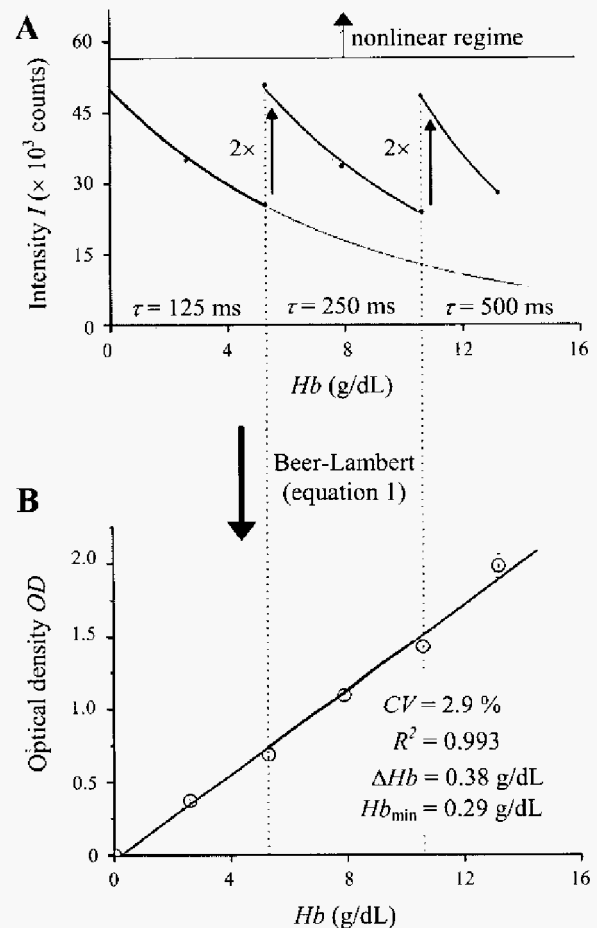 A
60
nonlinear regime
45
2×
2×
30
15
τ = 125 ms
τ = 250 ms
τ = 500 ms
0
0
4
8
12
16
Intensity I (× 10³ counts)
Hb (g/dL)
Beer-Lambert
(equation 1)
B
2.0
1.5
1.0
0.5
0
Optical density OD
CV = 2.9 %
R² = 0.993
ΔHb = 0.38 g/dL
Hbmin = 0.29 g/dL
0
4
8
12
16
Hb (g/dL)